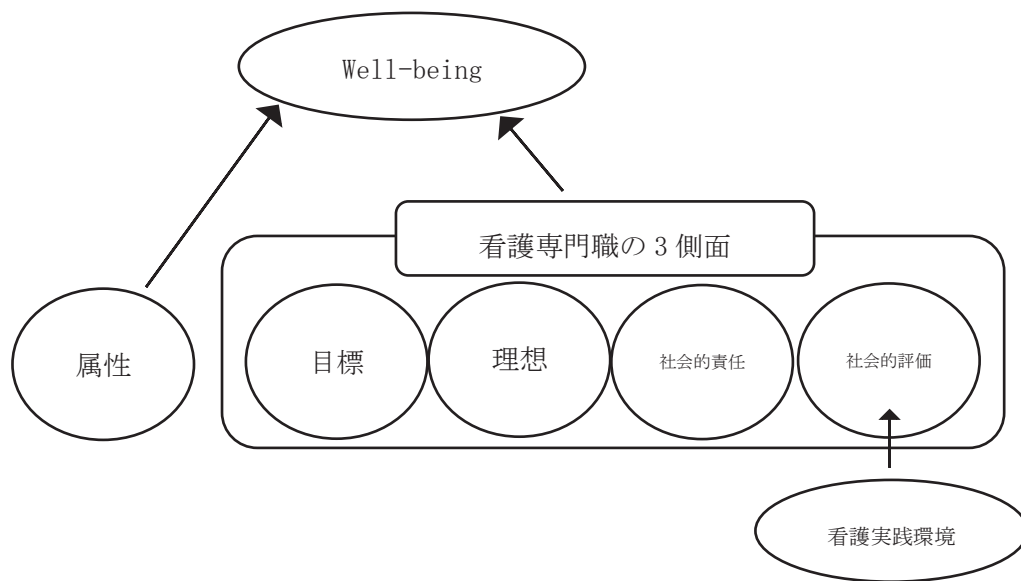 Well-being
看護専門職の 3 側面
属性
目標
理想
社会的責任
社会的評価
看護実践環境